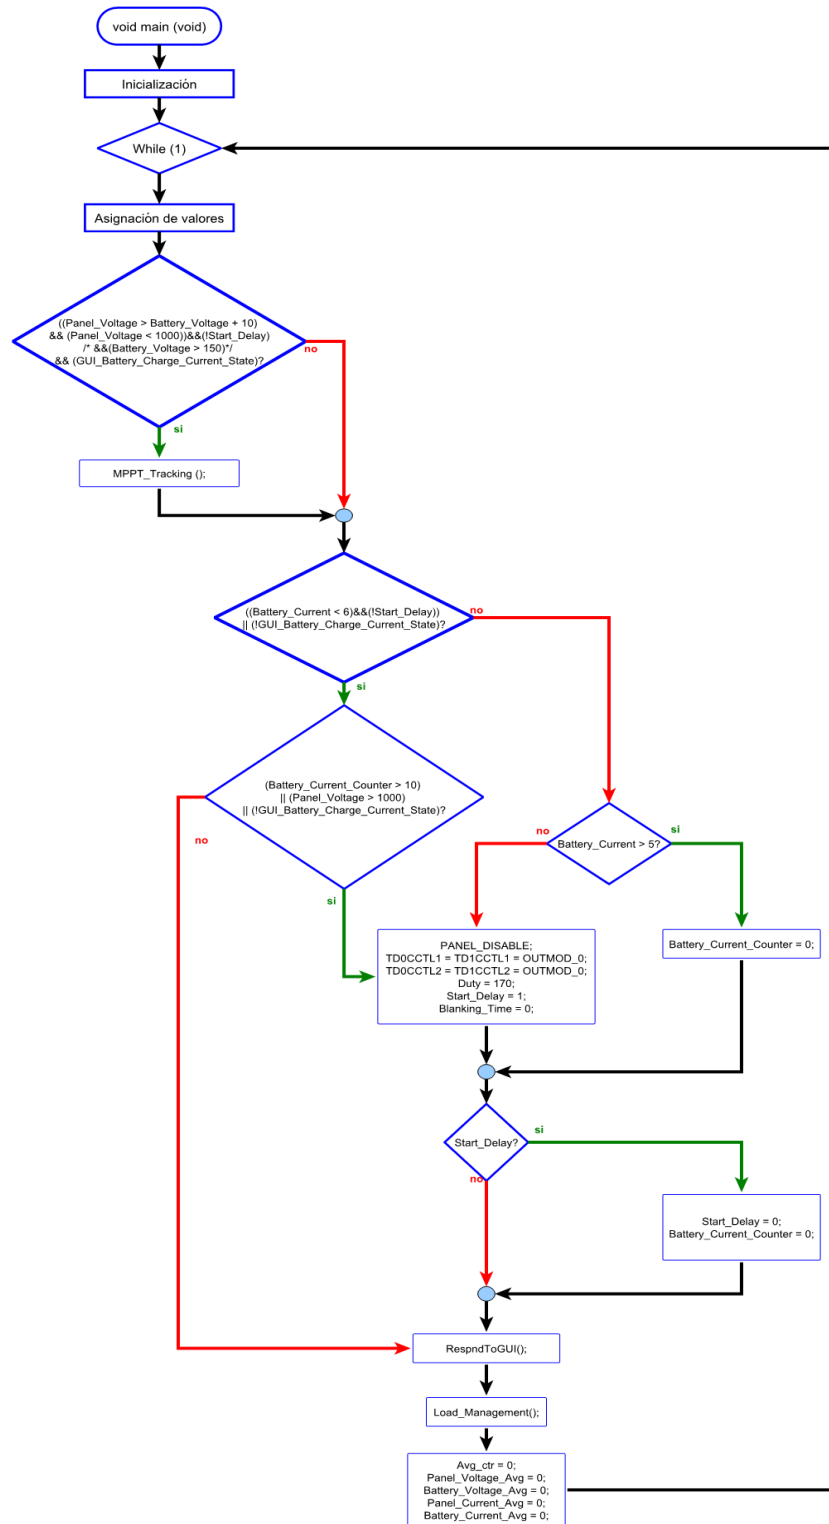 void main (void)
Inicialización
While (1)
Asignación de valores
((Panel_Voltage > Battery_Voltage + 10)
&& (Panel_Voltage < 1000))&&(!Start_Delay)
/* &&(Battery_Voltage > 150)*/
&& (GUI_Battery_Charge_Current_State)?
no
si
MPPT_Tracking ();
((Battery_Current < 6)&&(!Start_Delay))
|| (!GUI_Battery_Charge_Current_State)?
no
si
(Battery_Current_Counter > 10)
|| (Panel_Voltage > 1000)
|| (!GUI_Battery_Charge_Current_State)?
no
si
Battery_Current > 5?
no
si
PANEL_DISABLE;
TD0CCTL1 = TD1CCTL1 = OUTMOD_0;
TD0CCTL2 = TD1CCTL2 = OUTMOD_0;
Duty = 170;
Start_Delay = 1;
Blanking_Time = 0;
Battery_Current_Counter = 0;
Start_Delay?
si
no
Start_Delay = 0;
Battery_Current_Counter = 0;
RespndToGUI();
Load_Management();
Avg_ctr = 0;
Panel_Voltage_Avg = 0;
Battery_Voltage_Avg = 0;
Panel_Current_Avg = 0;
Battery_Current_Avg = 0;